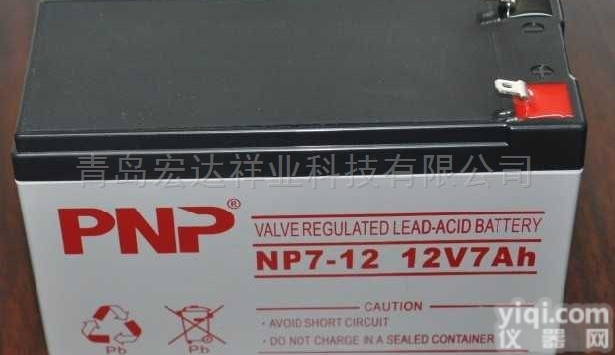 青岛宏达祥业科技有限公司
PNP®
VALVE REGULATED LEAD-ACID BATTERY
NP7-12 12V7Ah
CAUTION
• AVOID SHORT CIRCUIT
• DO NOT CHARGE IN A SEALED CONTAINER
Pb
Pb
yiqi.com
仪器网